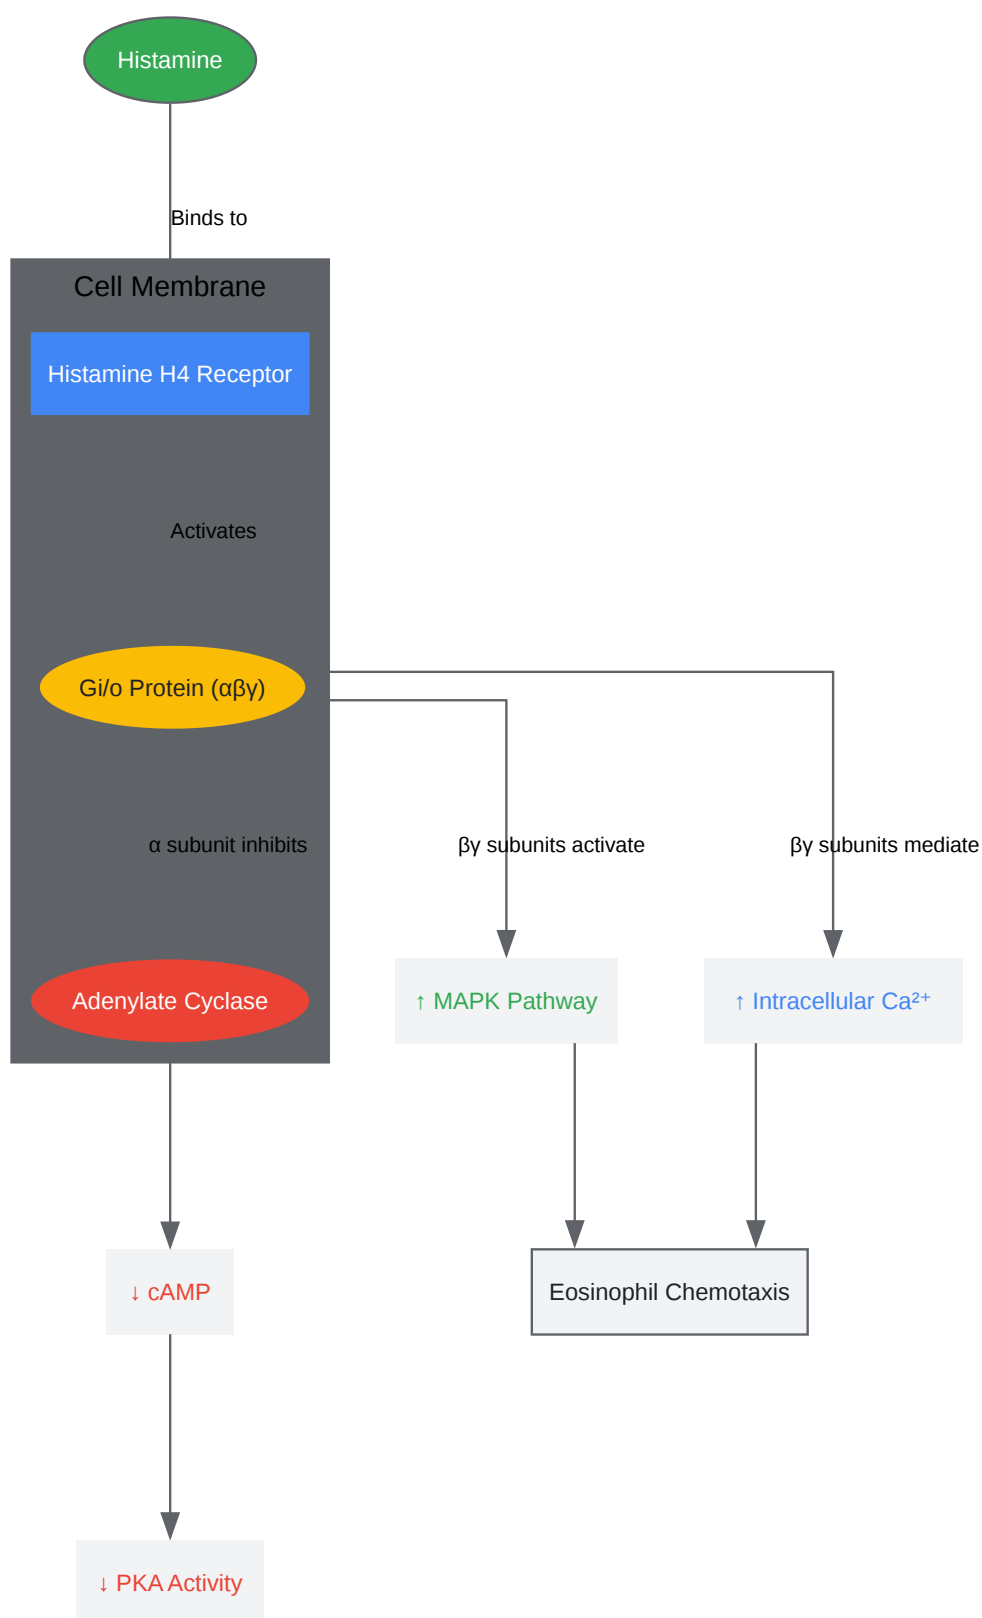 Histamine
Binds to
Cell Membrane
Histamine H4 Receptor
Activates
Gi/o Protein (αβγ)
α subunit inhibits
βγ subunits activate
βγ subunits mediate
Adenylate Cyclase
↑ MAPK Pathway
↑ Intracellular Ca²⁺
↓ cAMP
Eosinophil Chemotaxis
↓ PKA Activity